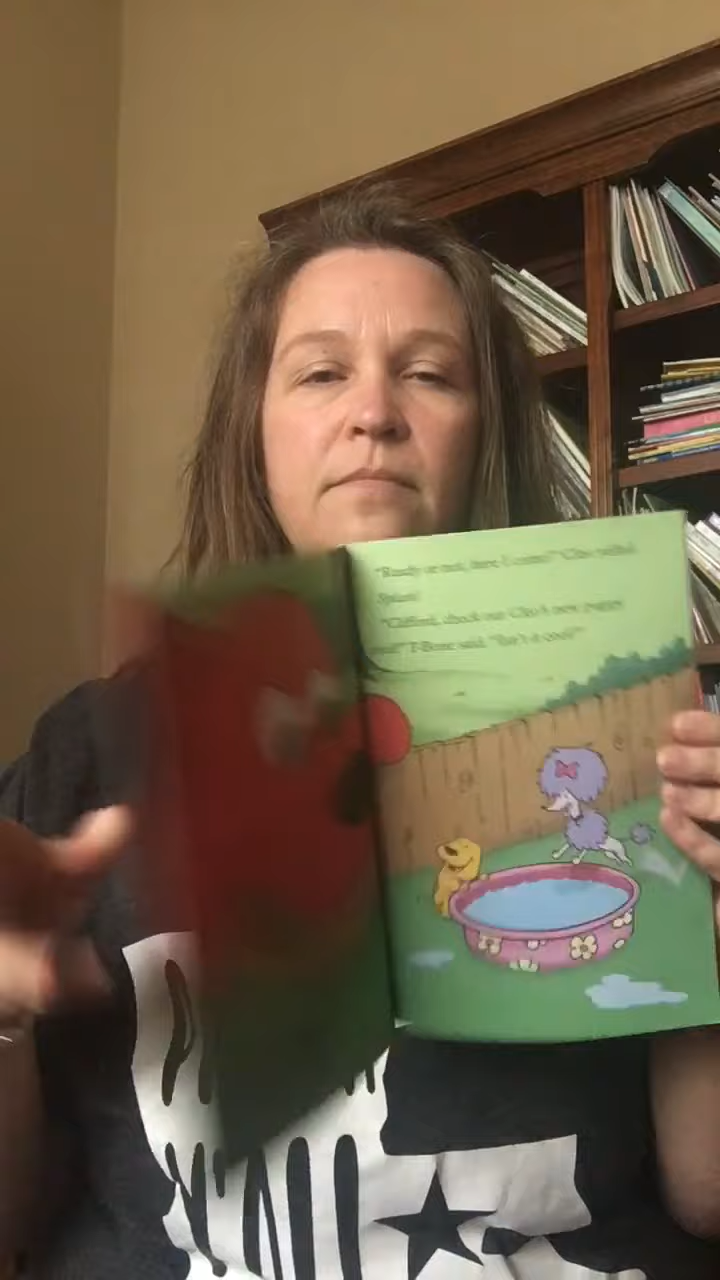 "Ready or not, here I come!" Cleo yelled.
Splash!
"Clifford, check out Cleo's new puppy
pool!" T-Bone said. "Isn't it cool?"
Y'ALL